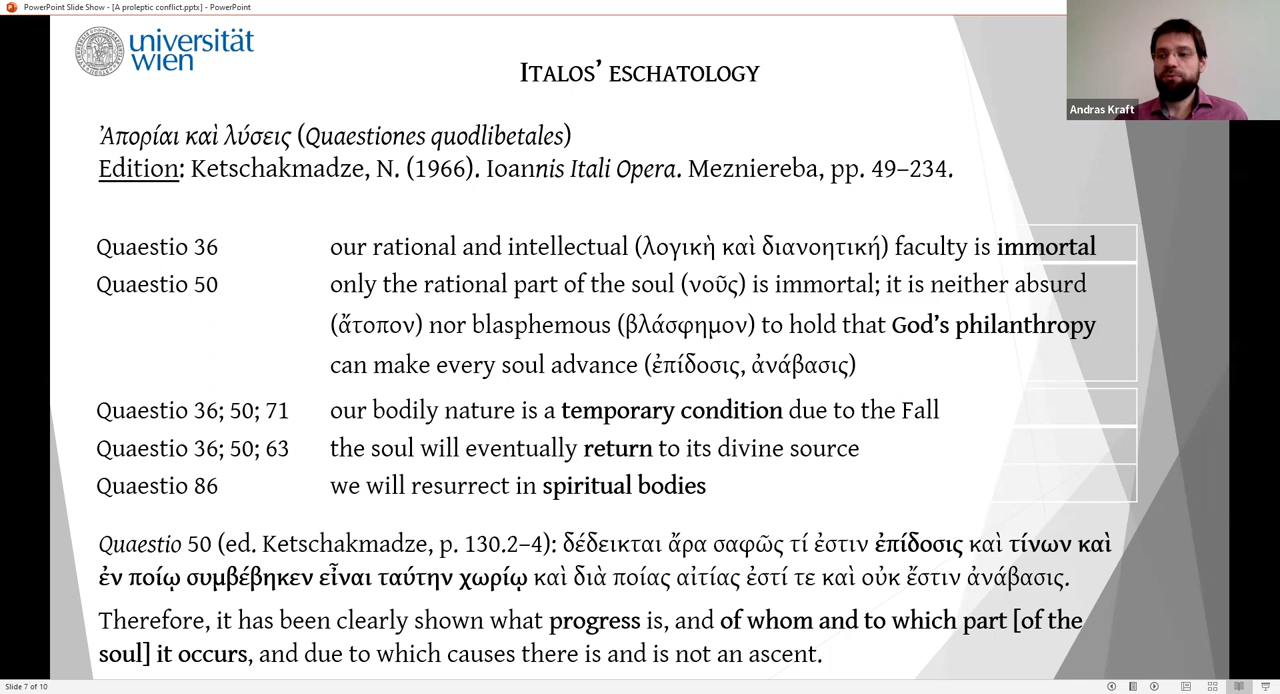 PowerPoint Slide Show - [A proleptic conflict.pptx] - PowerPoint
universität
wien
Italos’ eschatology
Andras Kraft
Ἀπορίαι καὶ λύσεις (Quaestiones quodlibetales)
Edition: Ketschakmadze, N. (1966). Ioannis Itali Opera. Mezniereba, pp. 49–234.
Quaestio 36 our rational and intellectual (λογικὴ καὶ διανοητική) faculty is immortal
Quaestio 50 only the rational part of the soul (νοῦς) is immortal; it is neither absurd
(ἄτοπον) nor blasphemous (βλάσφημον) to hold that God’s philanthropy
can make every soul advance (ἐπίδοσις, ἀνάβασις)
Quaestio 36; 50; 71 our bodily nature is a temporary condition due to the Fall
Quaestio 36; 50; 63 the soul will eventually return to its divine source
Quaestio 86 we will resurrect in spiritual bodies
Quaestio 50 (ed. Ketschakmadze, p. 130.2–4): δέδεικται ἄρα σαφῶς τί ἐστιν ἐπίδοσις καὶ τίνων καὶ
ἐν ποίῳ συμβέβηκεν εἶναι ταύτην χωρίῳ καὶ διὰ ποίας αἰτίας ἐστί τε καὶ οὐκ ἔστιν ἀνάβασις.
Therefore, it has been clearly shown what progress is, and of whom and to which part [of the
soul] it occurs, and due to which causes there is and is not an ascent.
Slide 7 of 10